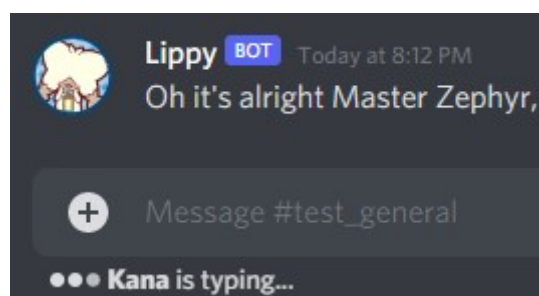 Lippy BOT Today at 8:12 PM
Oh it's alright Master Zephyr,
Message #test_general
Kana is typing...